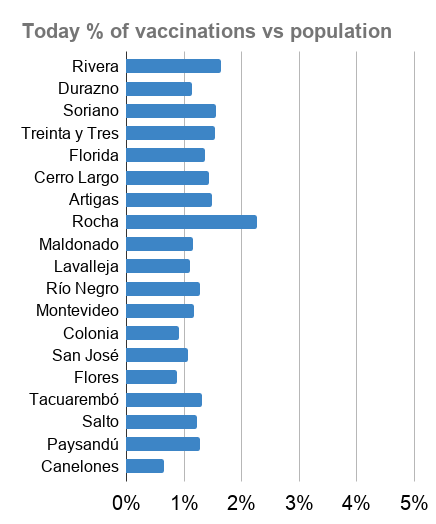 Today % of vaccinations vs population
Rivera
Durazno
Soriano
Treinta y Tres
Florida
Cerro Largo
Artigas
Rocha
Maldonado
Lavalleja
Río Negro
Montevideo
Colonia
San José
Flores
Tacuarembó
Salto
Paysandú
Canelones
0% 1% 2% 3% 4% 5%